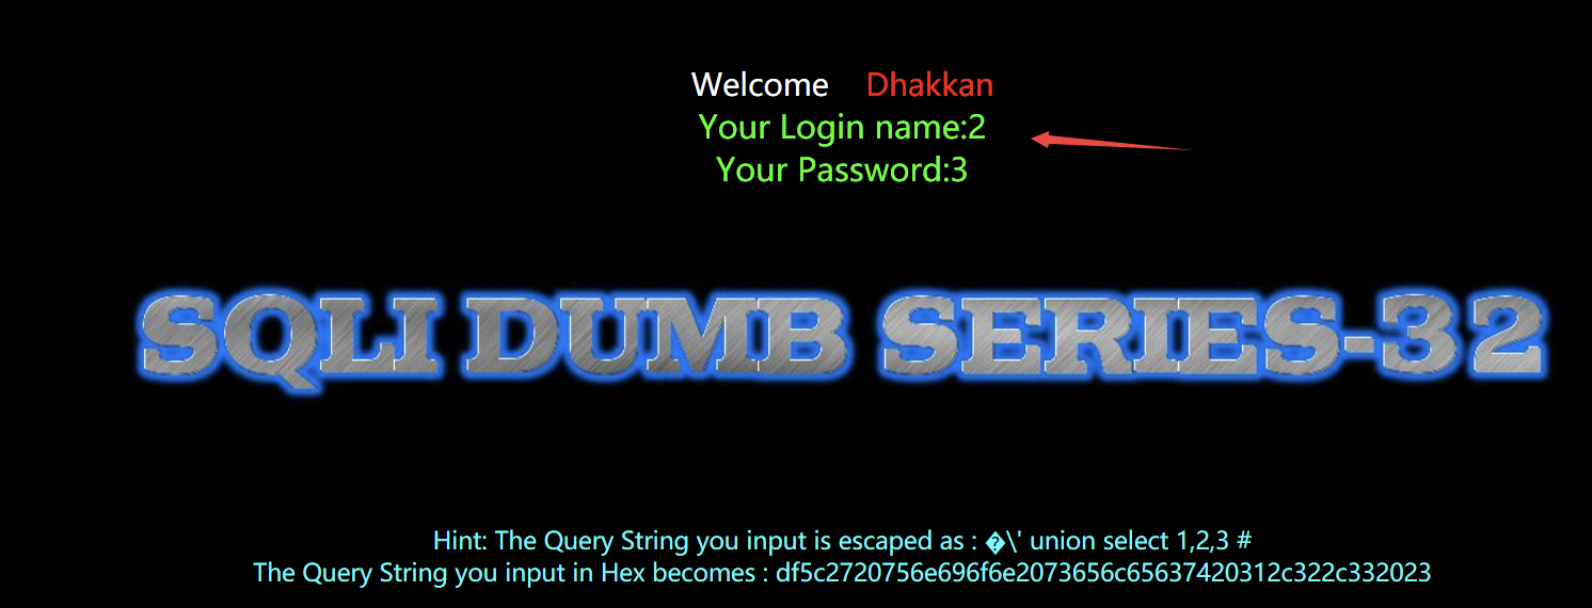 Welcome Dhakkan
Your Login name:2
Your Password:3
SQLI DUMB SERIES-32
Hint: The Query String you input is escaped as : �\' union select 1,2,3 #
The Query String you input in Hex becomes : df5c2720756e696f6e2073656c65637420312c322c332023